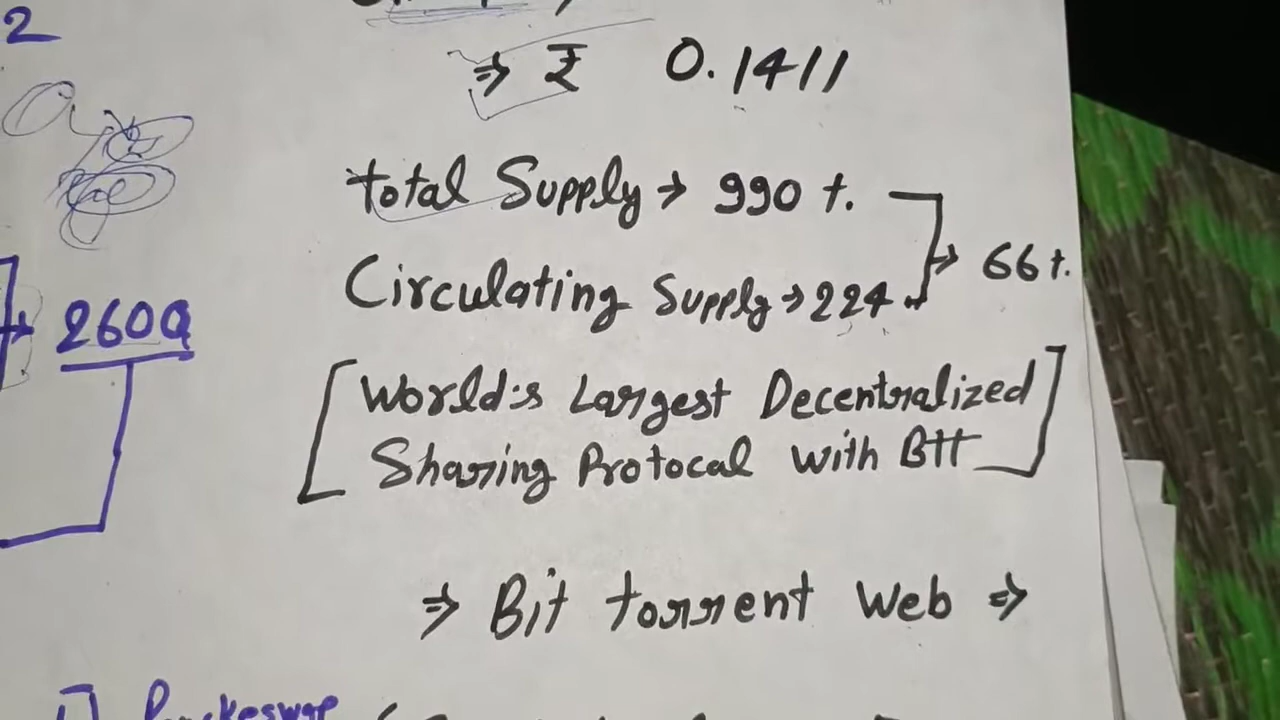 2
⇒ ₹ 0.1411
total Supply → 990 t.
Circulating Supply → 224
→ 66 t.
2600
[World's Largest Decentralized
Sharing Protocal with Btt]
⇒ Bit torrent Web ⇒